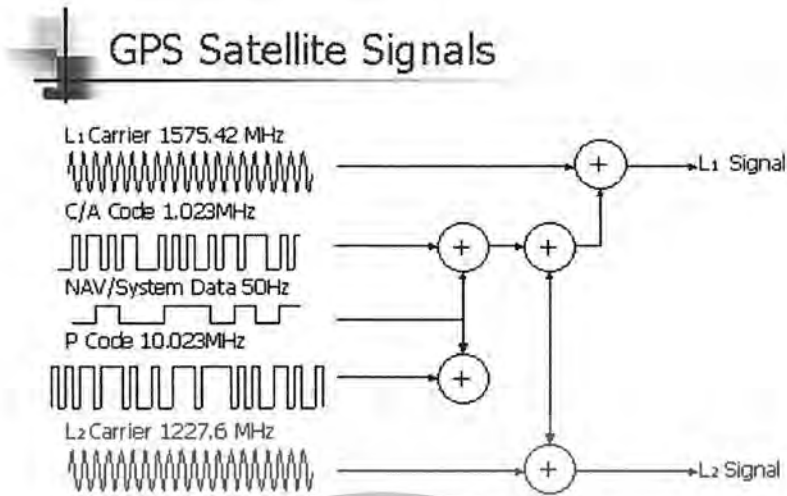 GPS Satellite Signals
L1 Carrier 1575.42 MHz
L1 Signal
C/A Code 1.023MHz
+
+
+
NAV/System Data 50Hz
P Code 10.023MHz
+
L2 Carrier 1227.6 MHz
+
L2 Signal